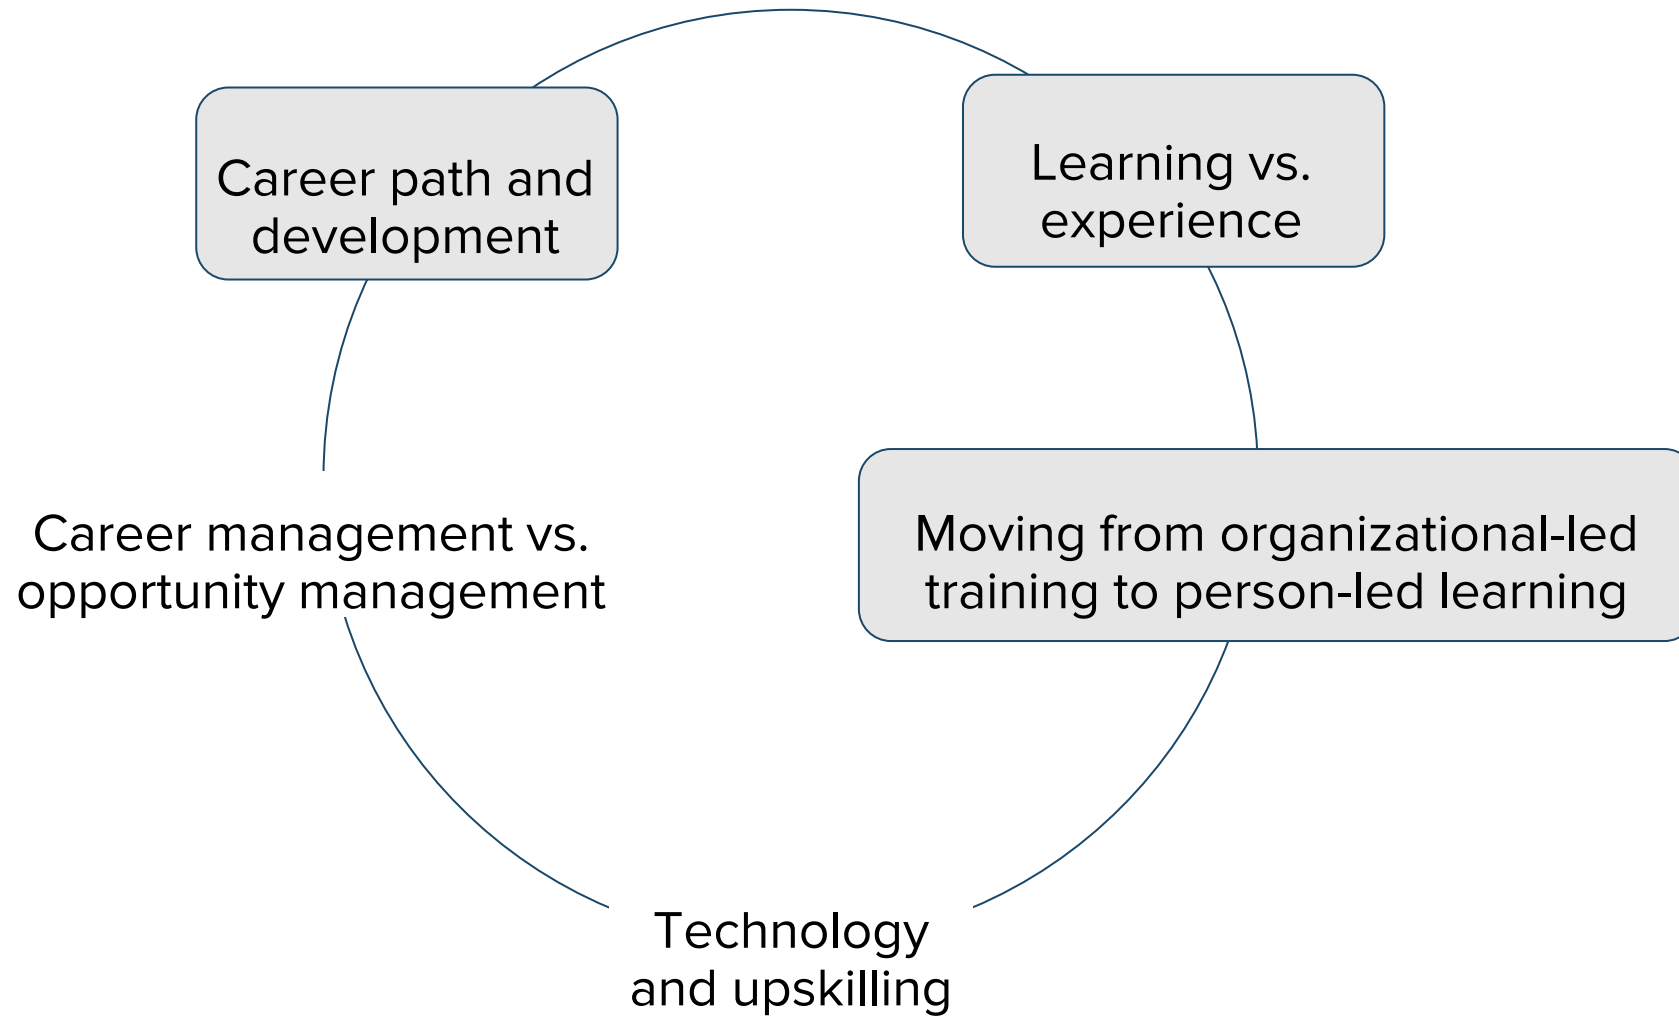 Career path and
development
Learning vs.
experience
Career management vs.
opportunity management
Moving from organizational-led
training to person-led learning
Technology
and upskilling